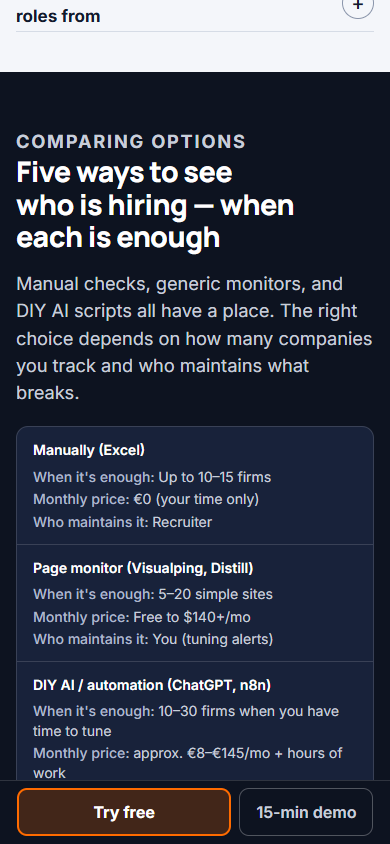 roles from
+
COMPARING OPTIONS
Five ways to see
who is hiring — when
each is enough
Manual checks, generic monitors, and
DIY AI scripts all have a place. The right
choice depends on how many companies
you track and who maintains what
breaks.
Manually (Excel)
When it's enough: Up to 10–15 firms
Monthly price: €0 (your time only)
Who maintains it: Recruiter
Page monitor (Visualping, Distill)
When it's enough: 5–20 simple sites
Monthly price: Free to $140+/mo
Who maintains it: You (tuning alerts)
DIY AI / automation (ChatGPT, n8n)
When it's enough: 10–30 firms when you have
time to tune
Monthly price: approx. €8–€145/mo + hours of
work
Try free
15-min demo